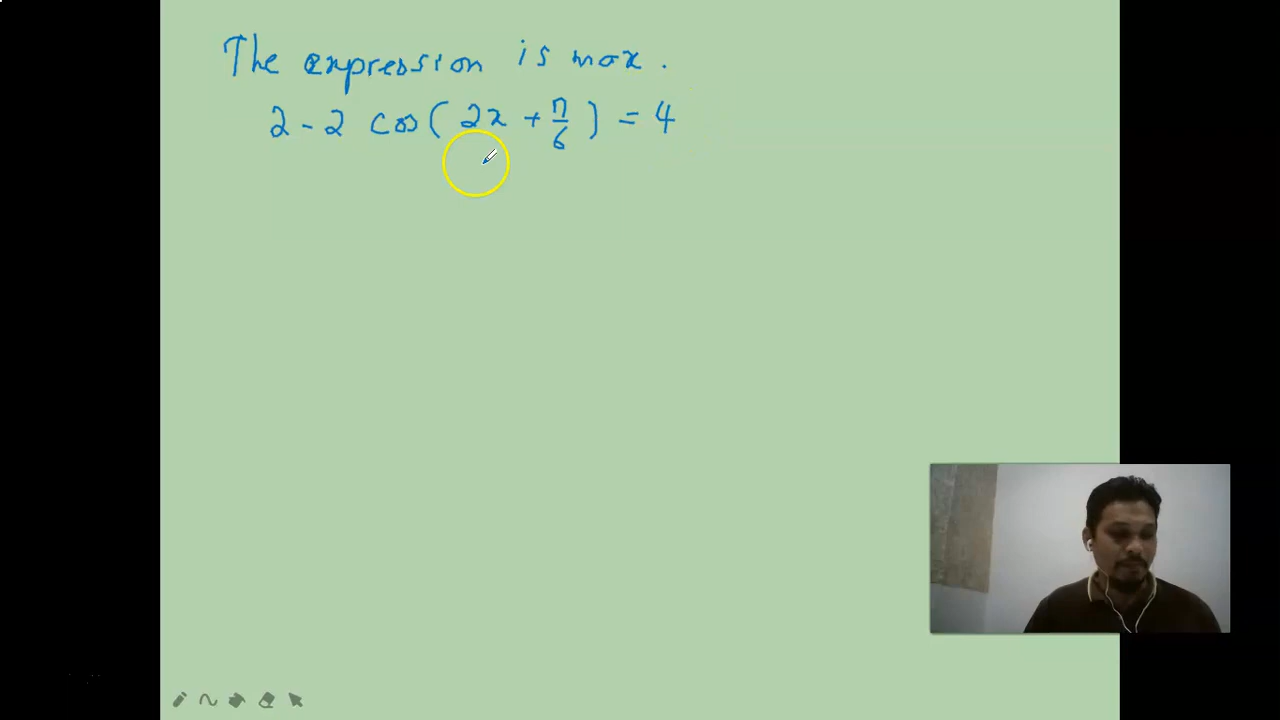 The expression is max.
2 - 2 cos( 2x + π/6 ) = 4